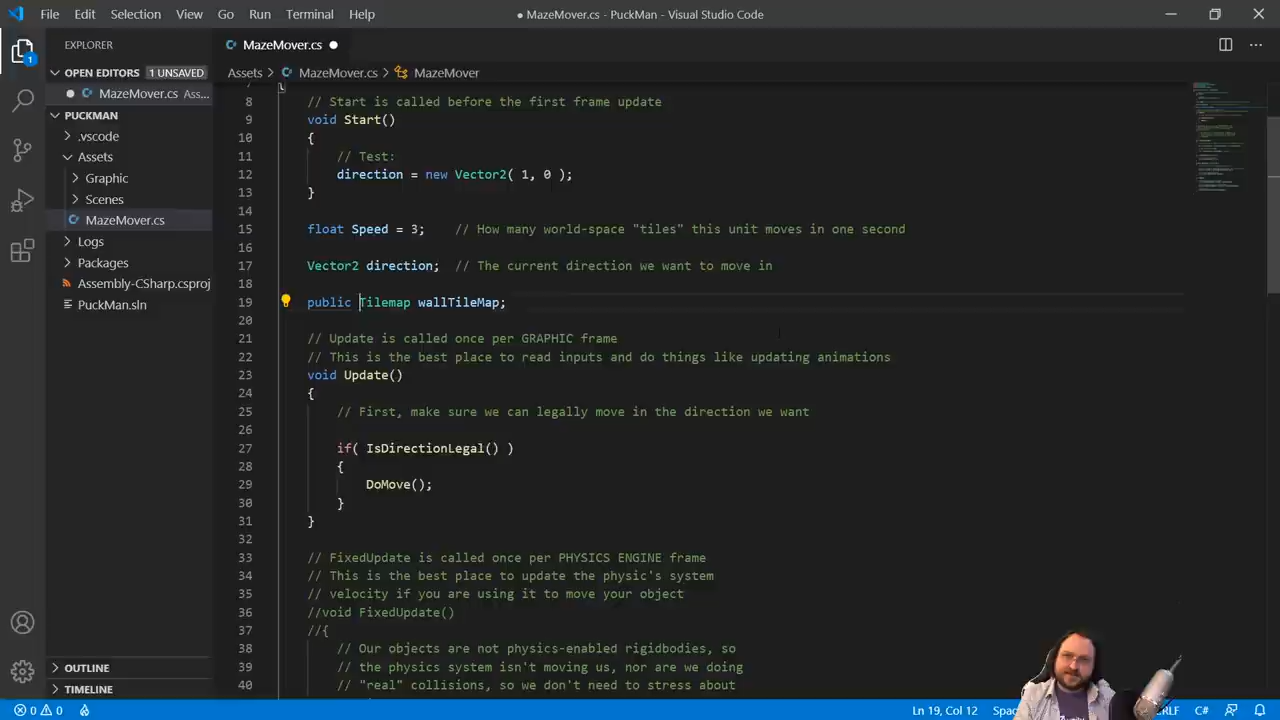 File Edit Selection View Go Run Terminal Help
● MazeMover.cs - PuckMan - Visual Studio Code
EXPLORER
MazeMover.cs ●
OPEN EDITORS 1 UNSAVED
● MazeMover.cs Ass...
PUCKMAN
.vscode
Assets
Graphic
Scenes
MazeMover.cs
Logs
Packages
Assembly-CSharp.csproj
PuckMan.sln
OUTLINE
TIMELINE
1
Assets > MazeMover.cs > MazeMover
7 {
8 // Start is called before the first frame update
9 void Start()
10 {
11 // Test:
12 direction = new Vector2( 1, 0 );
13 }
14
15 float Speed = 3; // How many world-space "tiles" this unit moves in one second
16
17 Vector2 direction; // The current direction we want to move in
18
19 public Tilemap wallTileMap;
20
21 // Update is called once per GRAPHIC frame
22 // This is the best place to read inputs and do things like updating animations
23 void Update()
24 {
25 // First, make sure we can legally move in the direction we want
26
27 if( IsDirectionLegal() )
28 {
29 DoMove();
30 }
31 }
32
33 // FixedUpdate is called once per PHYSICS ENGINE frame
34 // This is the best place to update the physic's system
35 // velocity if you are using it to move your object
36 //void FixedUpdate()
37 //{
38 // Our objects are not physics-enabled rigidbodies, so
39 // the physics system isn't moving us, nor are we doing
40 // "real" collisions, so we don't need to stress about
0 0 Ln 19, Col 12 Spac RLF C#